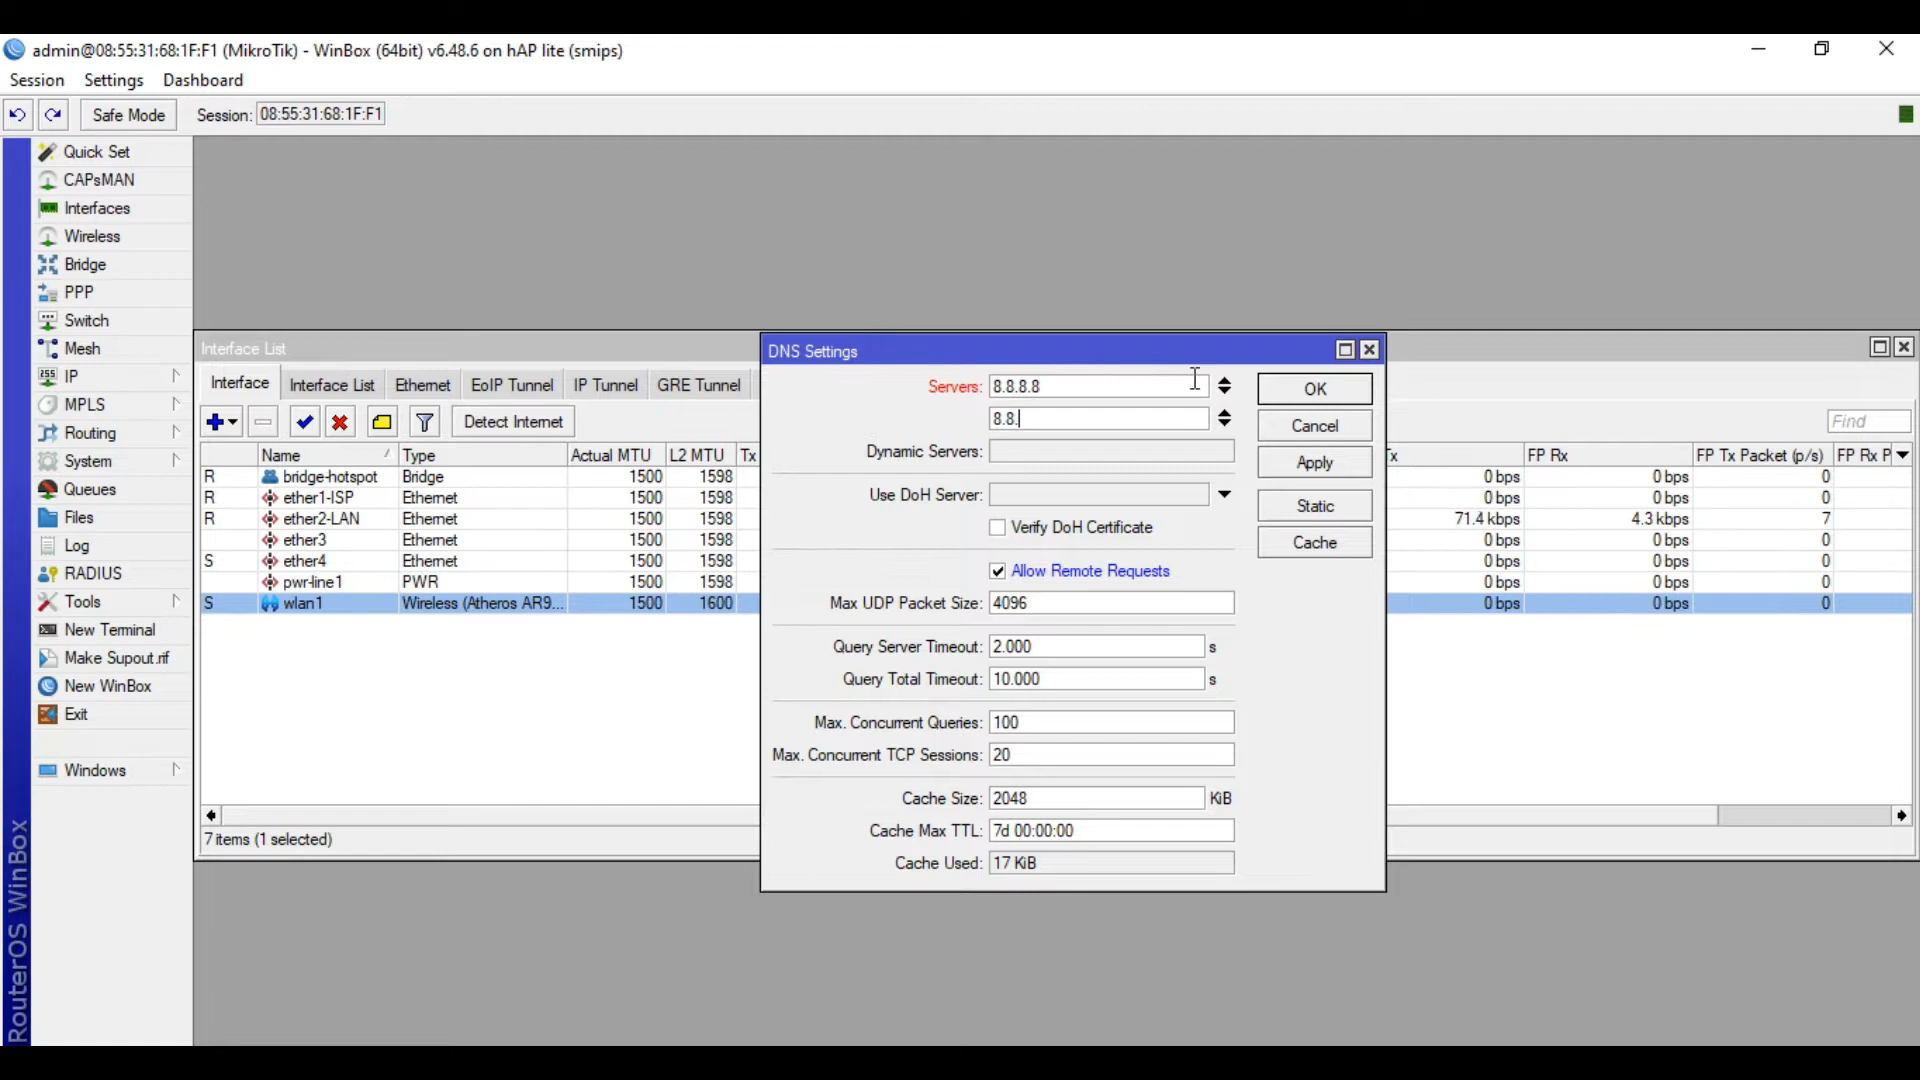 admin@08:55:31:68:1F:F1 (MikroTik) - WinBox (64bit) v6.48.6 on hAP lite (smips)
Session Settings Dashboard
Safe Mode Session: 08:55:31:68:1F:F1
Quick Set
CAPsMAN
Interfaces
Wireless
Bridge
PPP
Switch
Mesh
IP
MPLS
Routing
System
Queues
Files
Log
RADIUS
Tools
New Terminal
Make Supout.rif
New WinBox
Exit
Windows
RouterOS WinBox
Interface List
Interface Interface List Ethernet EoIP Tunnel IP Tunnel GRE Tunnel
Detect Internet Find
Name Type Actual MTU L2 MTU Tx FP Rx FP Tx Packet (p/s) FP Rx P
R bridge-hotspot Bridge 1500 1598 0 bps 0 bps 0
R ether1-ISP Ethernet 1500 1598 0 bps 0 bps 0
R ether2-LAN Ethernet 1500 1598 71.4 kbps 4.3 kbps 7
ether3 Ethernet 1500 1598 0 bps 0 bps 0
S ether4 Ethernet 1500 1598 0 bps 0 bps 0
pwr-line1 PWR 1500 1598 0 bps 0 bps 0
S wlan1 Wireless (Atheros AR9... 1500 1600 0 bps 0 bps 0
7 items (1 selected)
DNS Settings
Servers: 8.8.8.8
8.8.
Dynamic Servers:
Use DoH Server:
Verify DoH Certificate
Allow Remote Requests
Max UDP Packet Size: 4096
Query Server Timeout: 2.000 s
Query Total Timeout: 10.000 s
Max. Concurrent Queries: 100
Max. Concurrent TCP Sessions: 20
Cache Size: 2048 KiB
Cache Max TTL: 7d 00:00:00
Cache Used: 17 KiB
OK
Cancel
Apply
Static
Cache